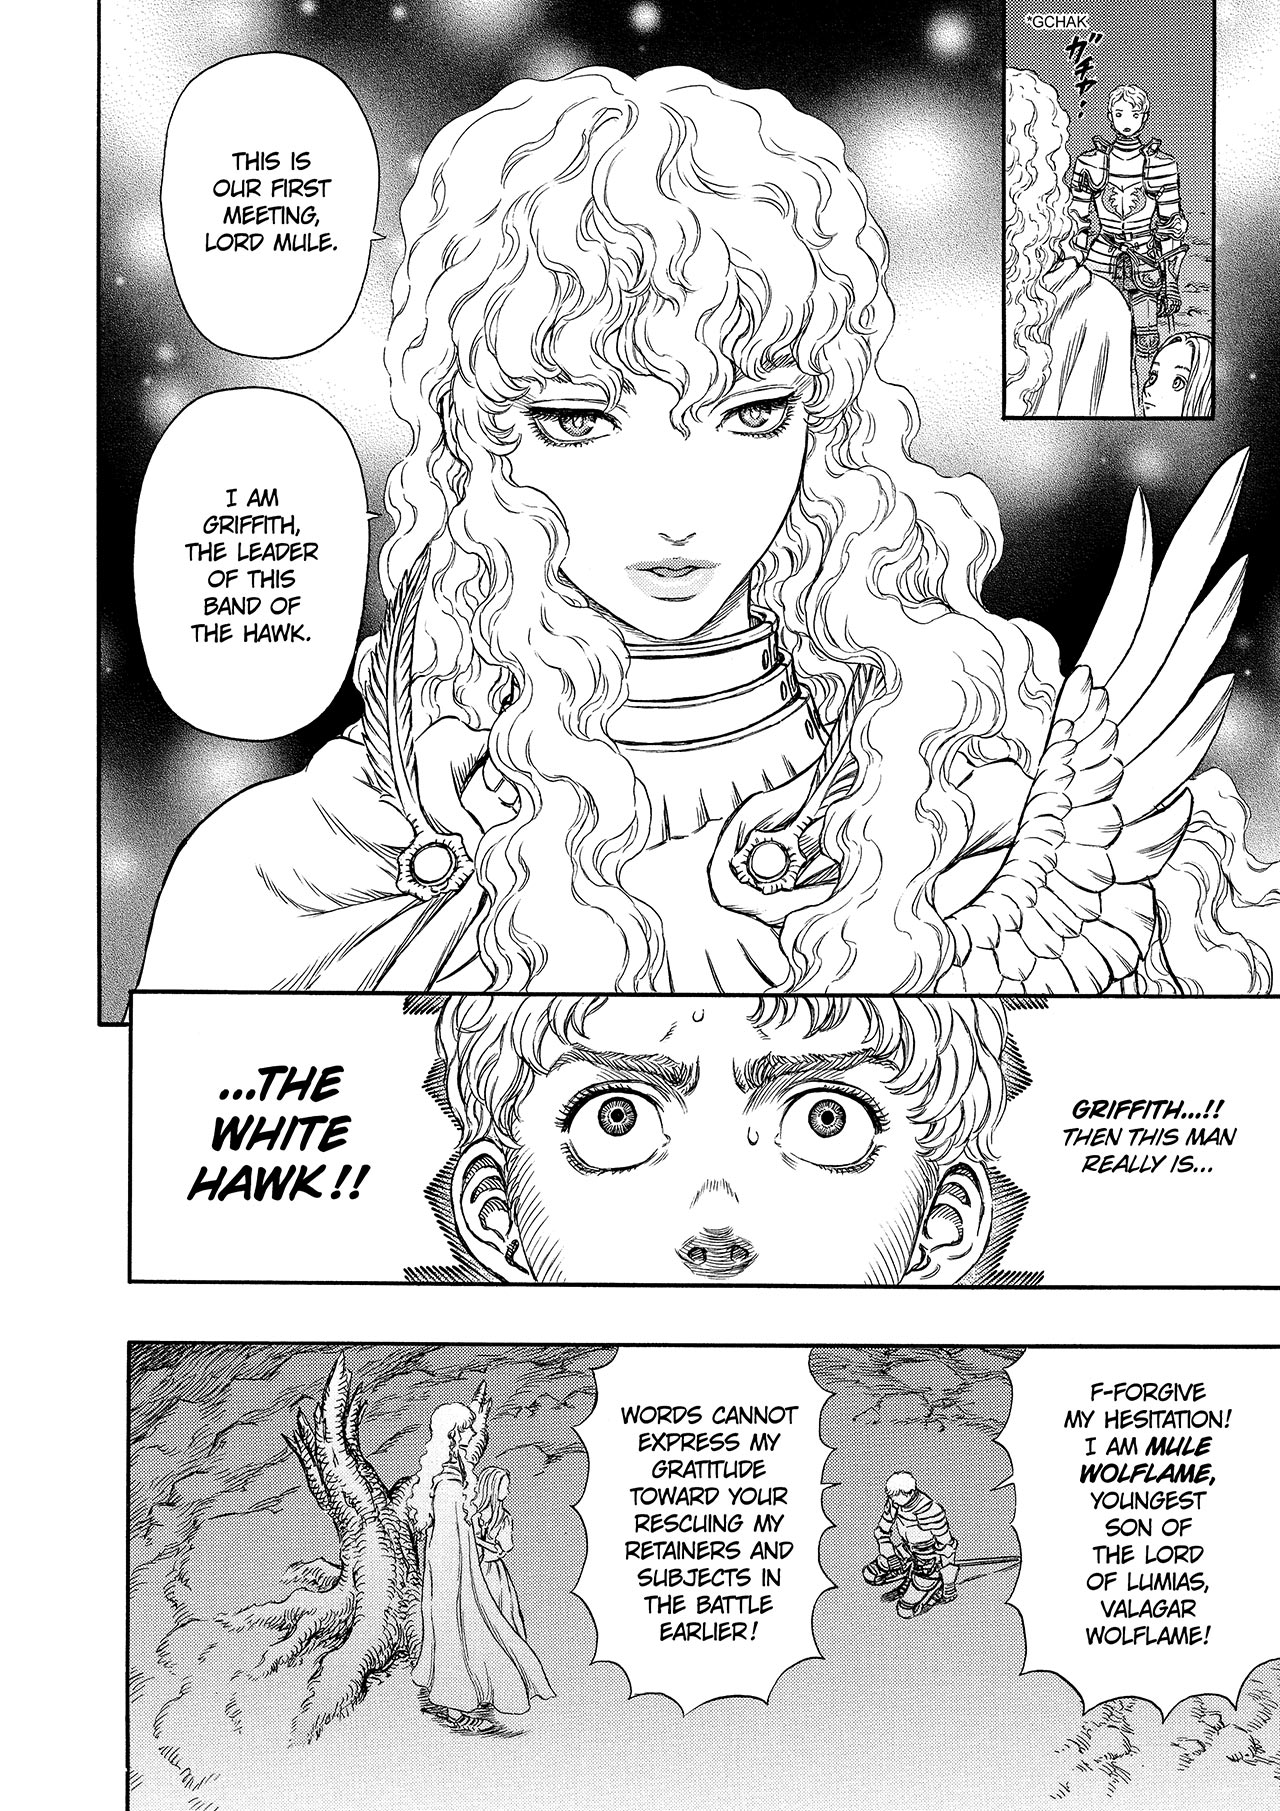 *GCHAK
ガチャ.
THIS IS
OUR FIRST
MEETING,
LORD MULE.
I AM
GRIFFITH,
THE LEADER
OF THIS
BAND OF
THE HAWK.
GRIFFITH...!!
THEN THIS MAN
REALLY IS...
...THE
WHITE
HAWK!!
F-FORGIVE
MY HESITATION!
I AM MULE
WOLFLAME,
YOUNGEST
SON OF
THE LORD
OF LUMIAS,
VALAGAR
WOLFLAME!
WORDS CANNOT
EXPRESS MY
GRATITUDE
TOWARD YOUR
RESCUING MY
RETAINERS AND
SUBJECTS IN
THE BATTLE
EARLIER!